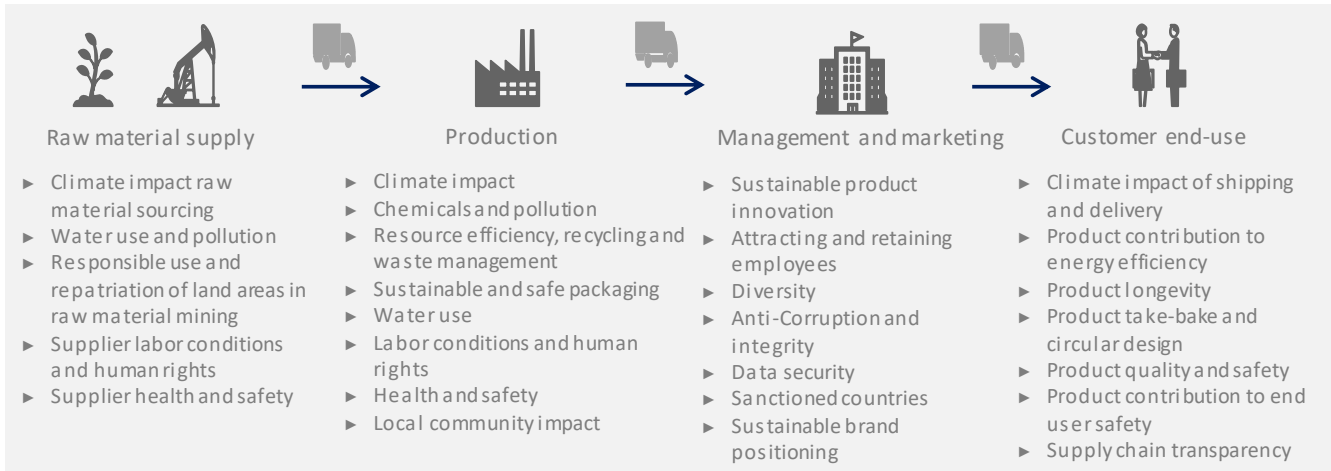 Raw material supply
► Climate impact raw
material sourcing
► Water use and pollution
► Responsible use and
repatriation of land areas in
raw material mining
► Supplier labor conditions
and human rights
► Supplier health and safety
Production
► Climate impact
► Chemicals and pollution
► Resource efficiency, recycling and
waste management
► Sustainable and safe packaging
► Water use
► Labor conditions and human
rights
► Health and safety
► Local community impact
Management and marketing
► Sustainable product
innovation
► Attracting and retaining
employees
► Diversity
► Anti-Corruption and
integrity
► Data security
► Sanctioned countries
► Sustainable brand
positioning
Customer end-use
► Climate impact of shipping
and delivery
► Product contribution to
energy efficiency
► Product longevity
► Product take-bake and
circular design
► Product quality and safety
► Product contribution to end
user safety
► Supply chain transparency